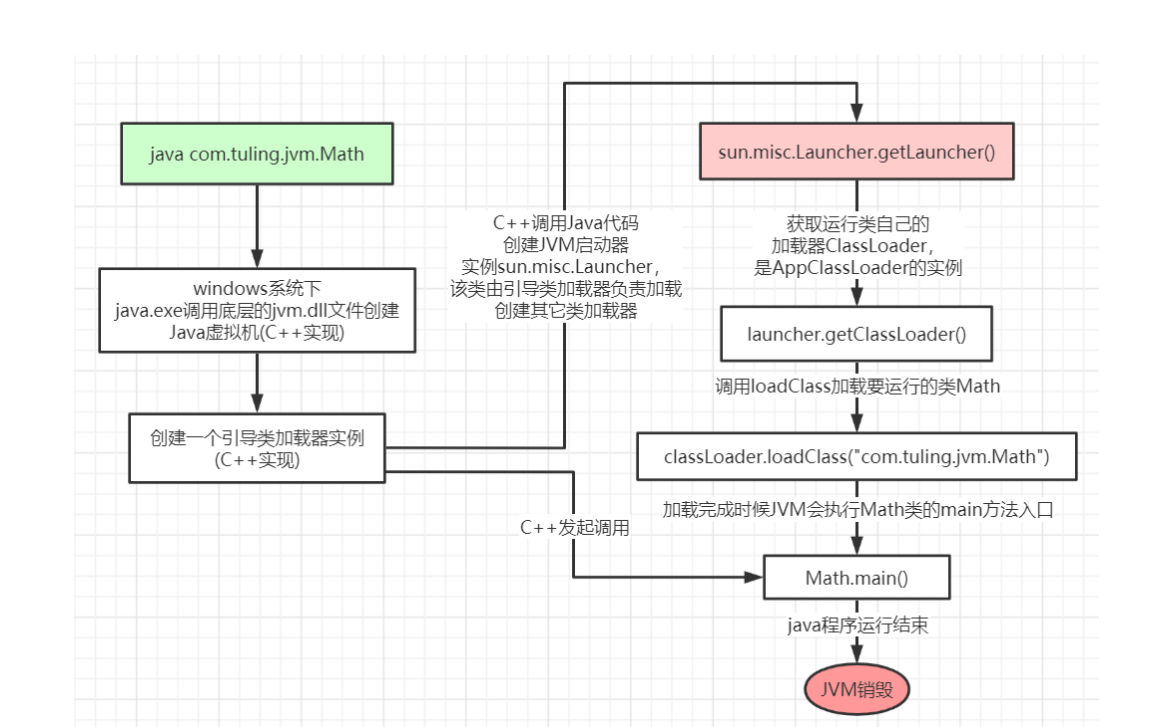 java com.tuling.jvm.Math
windows系统下
java.exe调用底层的jvm.dll文件创建
Java虚拟机(C++实现)
创建一个引导类加载器实例
(C++实现)
C++调用Java代码
创建JVM启动器
实例sun.misc.Launcher,
该类由引导类加载器负责加载
创建其它类加载器
C++发起调用
sun.misc.Launcher.getLauncher()
获取运行类自己的
加载器ClassLoader,
是AppClassLoader的实例
launcher.getClassLoader()
调用loadClass加载要运行的类Math
classLoader.loadClass("com.tuling.jvm.Math")
加载完成时候JVM会执行Math类的main方法入口
Math.main()
java程序运行结束
JVM销毁